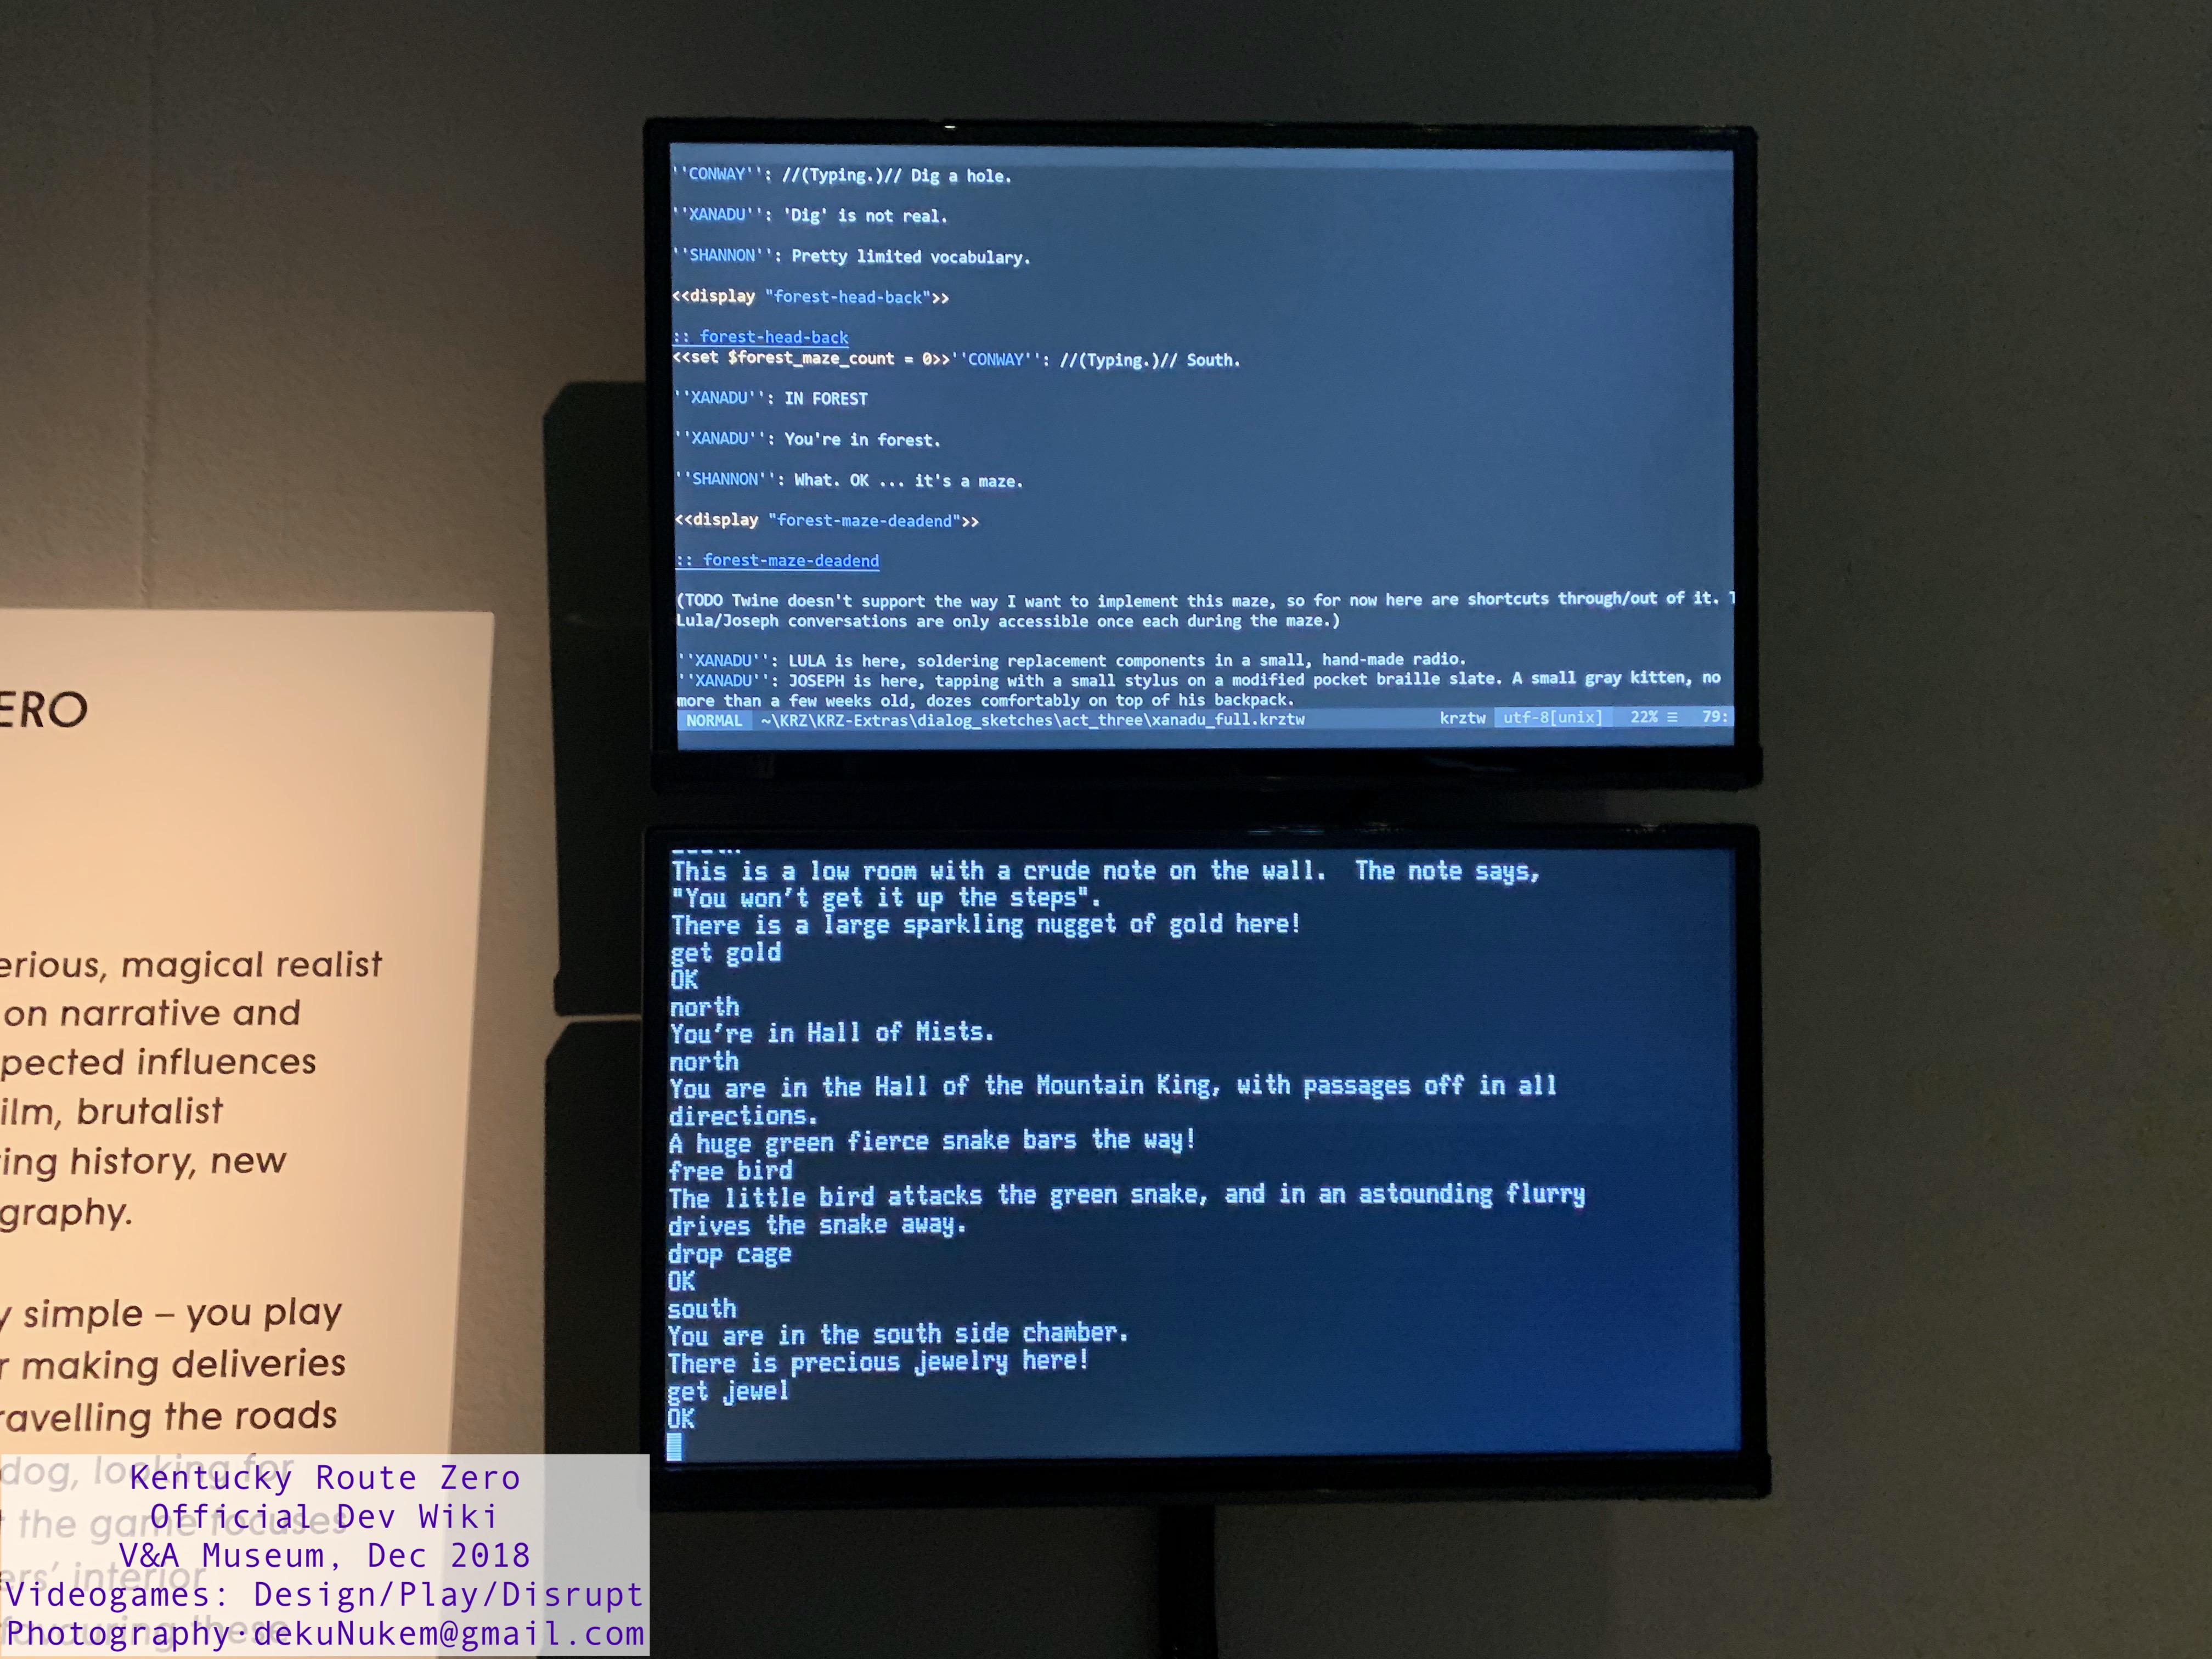 ''CONWAY'': //(Typing.)// Dig a hole.
''XANADU'': 'Dig' is not real.
''SHANNON'': Pretty limited vocabulary.
<<display "forest-head-back">>
:: forest-head-back
<<set $forest_maze_count = 0>>''CONWAY'': //(Typing.)// South.
''XANADU'': IN FOREST
''XANADU'': You're in forest.
''SHANNON'': What. OK ... it's a maze.
<<display "forest-maze-deadend">>
:: forest-maze-deadend
(TODO Twine doesn't support the way I want to implement this maze, so for now here are shortcuts through/out of it.
Lula/Joseph conversations are only accessible once each during the maze.)
''XANADU'': LULA is here, soldering replacement components in a small, hand-made radio.
''XANADU'': JOSEPH is here, tapping with a small stylus on a modified pocket braille slate. A small gray kitten, no
more than a few weeks old, dozes comfortably on top of his backpack.
NORMAL ~\KRZ\KRZ-Extras\dialog_sketches\act_three\xanadu_full.krztw krztw utf-8[unix] 22% ☰ 79:
This is a low room with a crude note on the wall.  The note says,
"You won't get it up the steps".
There is a large sparkling nugget of gold here!
get gold
OK
north
You're in Hall of Mists.
north
You are in the Hall of the Mountain King, with passages off in all
directions.
A huge green fierce snake bars the way!
free bird
The little bird attacks the green snake, and in an astounding flurry
drives the snake away.
drop cage
OK
south
You are in the south side chamber.
There is precious jewelry here!
get jewel
OK
ERO
erious, magical realist
on narrative and
pected influences
ilm, brutalist
ing history, new
graphy.
y simple – you play
r making deliveries
ravelling the roads
dog, looking for
the game focuses
ers' interior
favouring these
Kentucky Route Zero
Official Dev Wiki
V&A Museum, Dec 2018
Videogames: Design/Play/Disrupt
Photography·dekuNukem@gmail.com